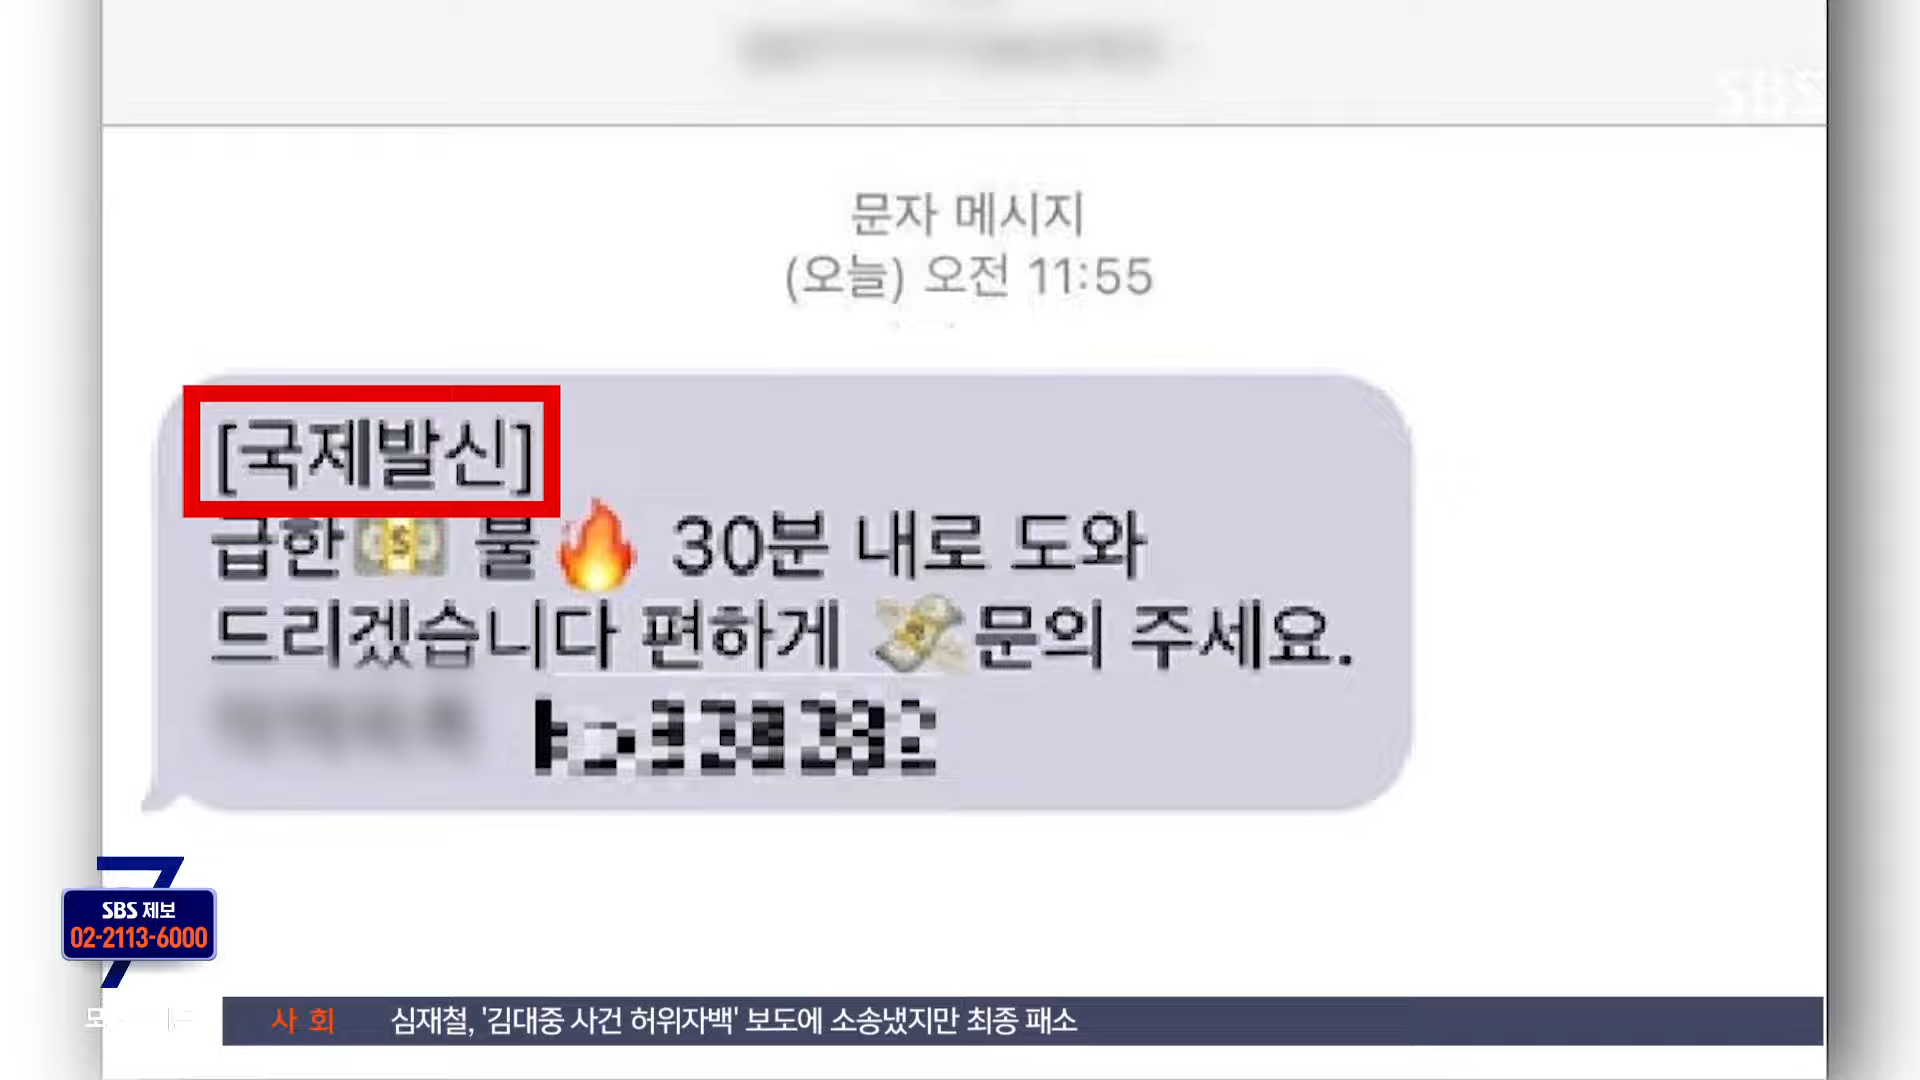 SBS
문자 메시지
(오늘) 오전 11:55
[국제발신]
급한💵 불🔥 30분 내로 도와
드리겠습니다 편하게 💸문의 주세요.
7
SBS 제보
02-2113-6000
사회 심재철, '김대중 사건 허위자백' 보도에 소송냈지만 최종 패소